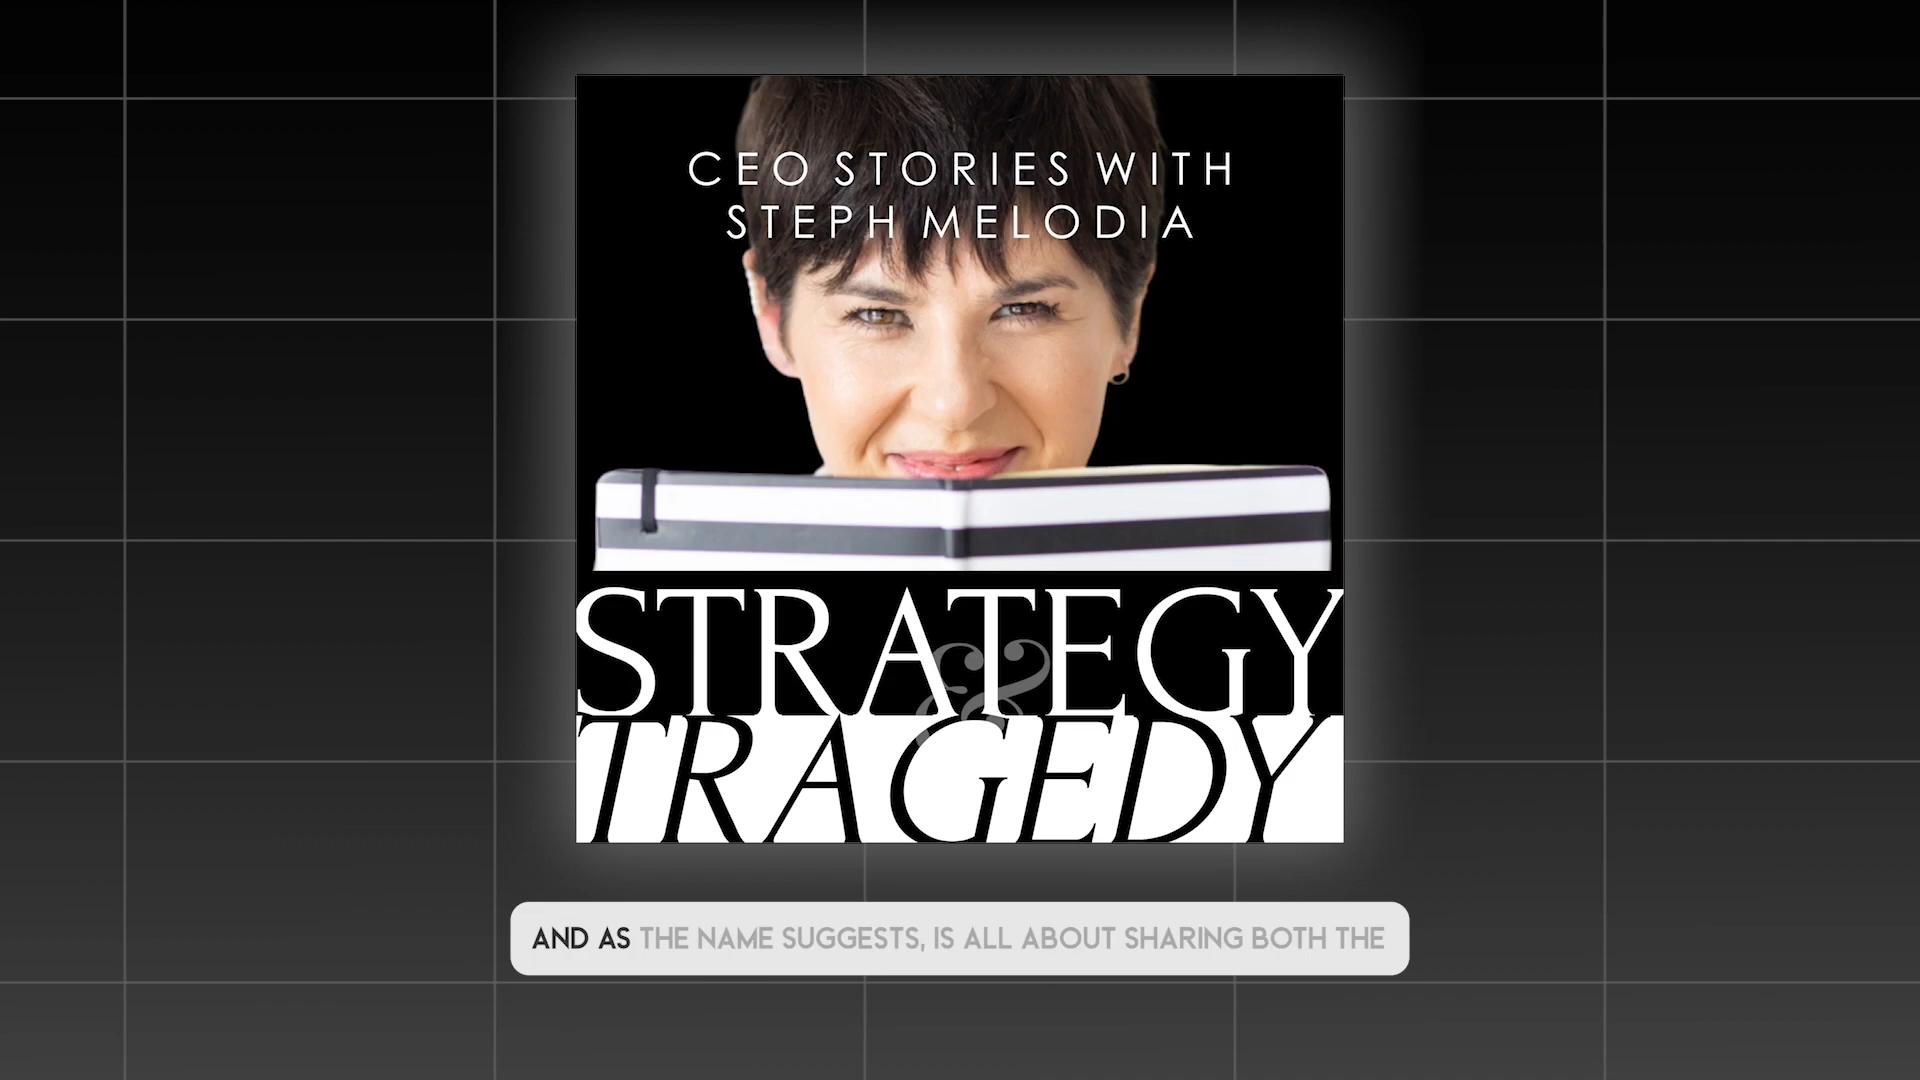 CEO STORIES WITH
STEPH MELODIA
STRATEGY
&
TRAGEDY
AND AS THE NAME SUGGESTS, IS ALL ABOUT SHARING BOTH THE